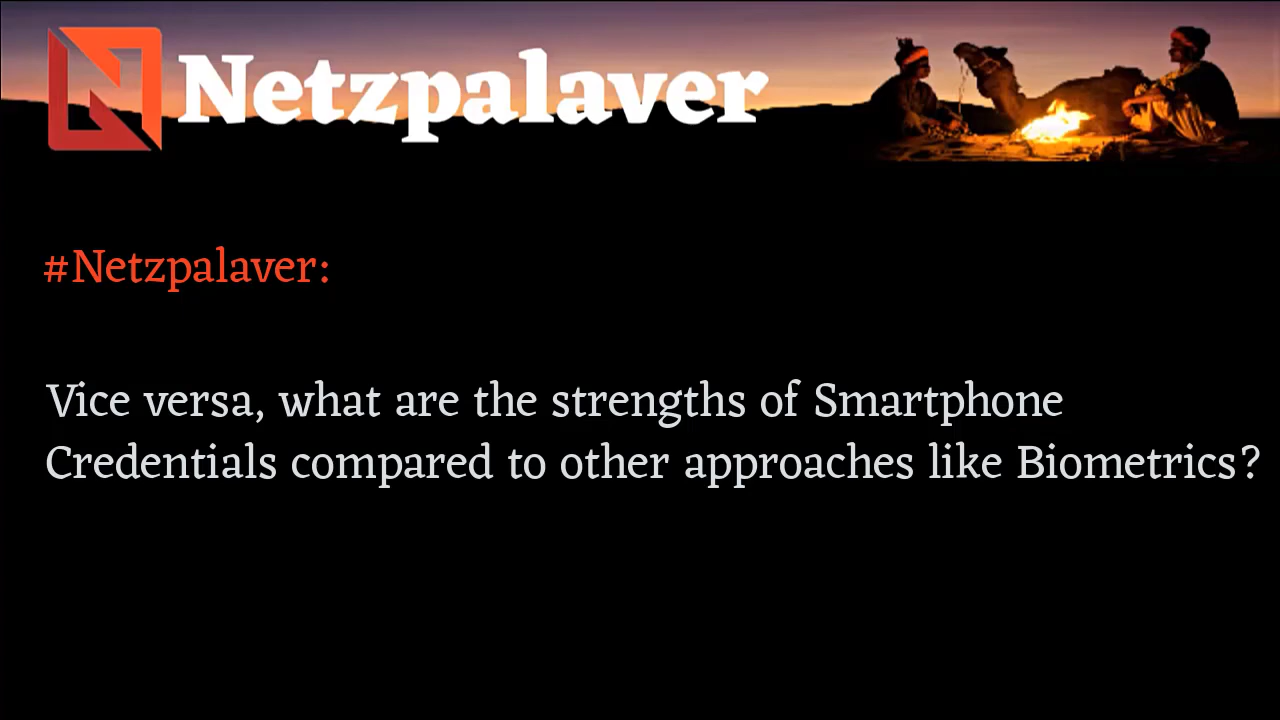 Netzpalaver
#Netzpalaver:
Vice versa, what are the strengths of Smartphone
Credentials compared to other approaches like Biometrics?